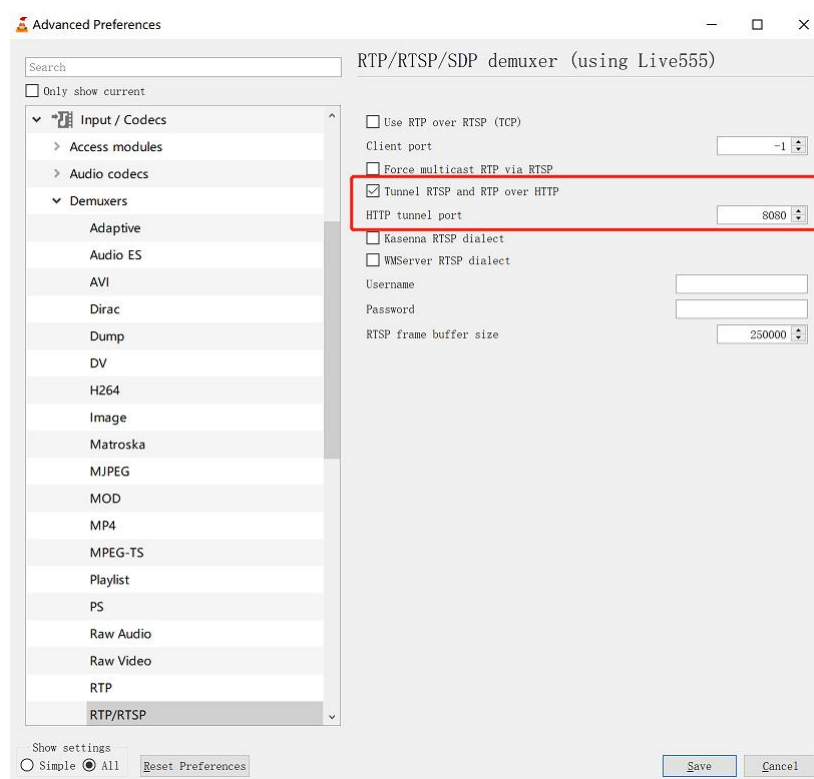 Advanced Preferences
Search
Only show current
Input / Codecs
Access modules
Audio codecs
Demuxers
Adaptive
Audio ES
AVI
Dirac
Dump
DV
H264
Image
Matroska
MJPEG
MOD
MP4
MPEG-TS
Playlist
PS
Raw Audio
Raw Video
RTP
RTP/RTSP
RTP/RTSP/SDP demuxer (using Live555)
Use RTP over RTSP (TCP)
Client port -1
Force multicast RTP via RTSP
Tunnel RTSP and RTP over HTTP
HTTP tunnel port 8080
Kasenna RTSP dialect
WMServer RTSP dialect
Username
Password
RTSP frame buffer size 250000
Show settings
Simple All Reset Preferences Save Cancel